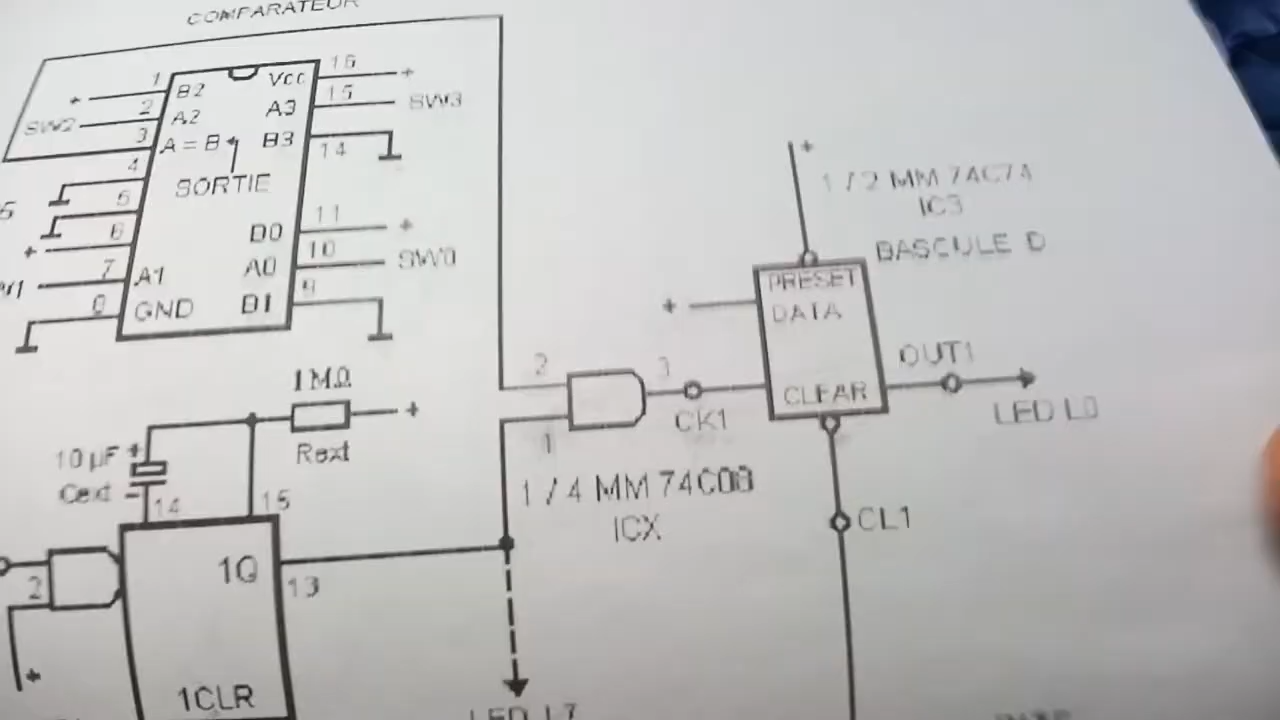 COMPARATEUR
1
B2
+
2
SW2
A2
3
A = B
4
SORTIE
5
6
+
7
A1
8
GND
Vcc
16
+
A3
15
SW3
B3
14
B0
11
+
A0
10
SW0
B1
9
1 MΩ
+
Rext
10 µF +
Cext -
14
15
1Q
13
2
+
1CLR
LED L7
2
1
3
CK1
1 / 4 MM 74C08
ICX
+
1 / 2 MM 74C74
IC3
BASCULE D
PRESET
+
DATA
CLEAR
OUT1
LED L0
CL1